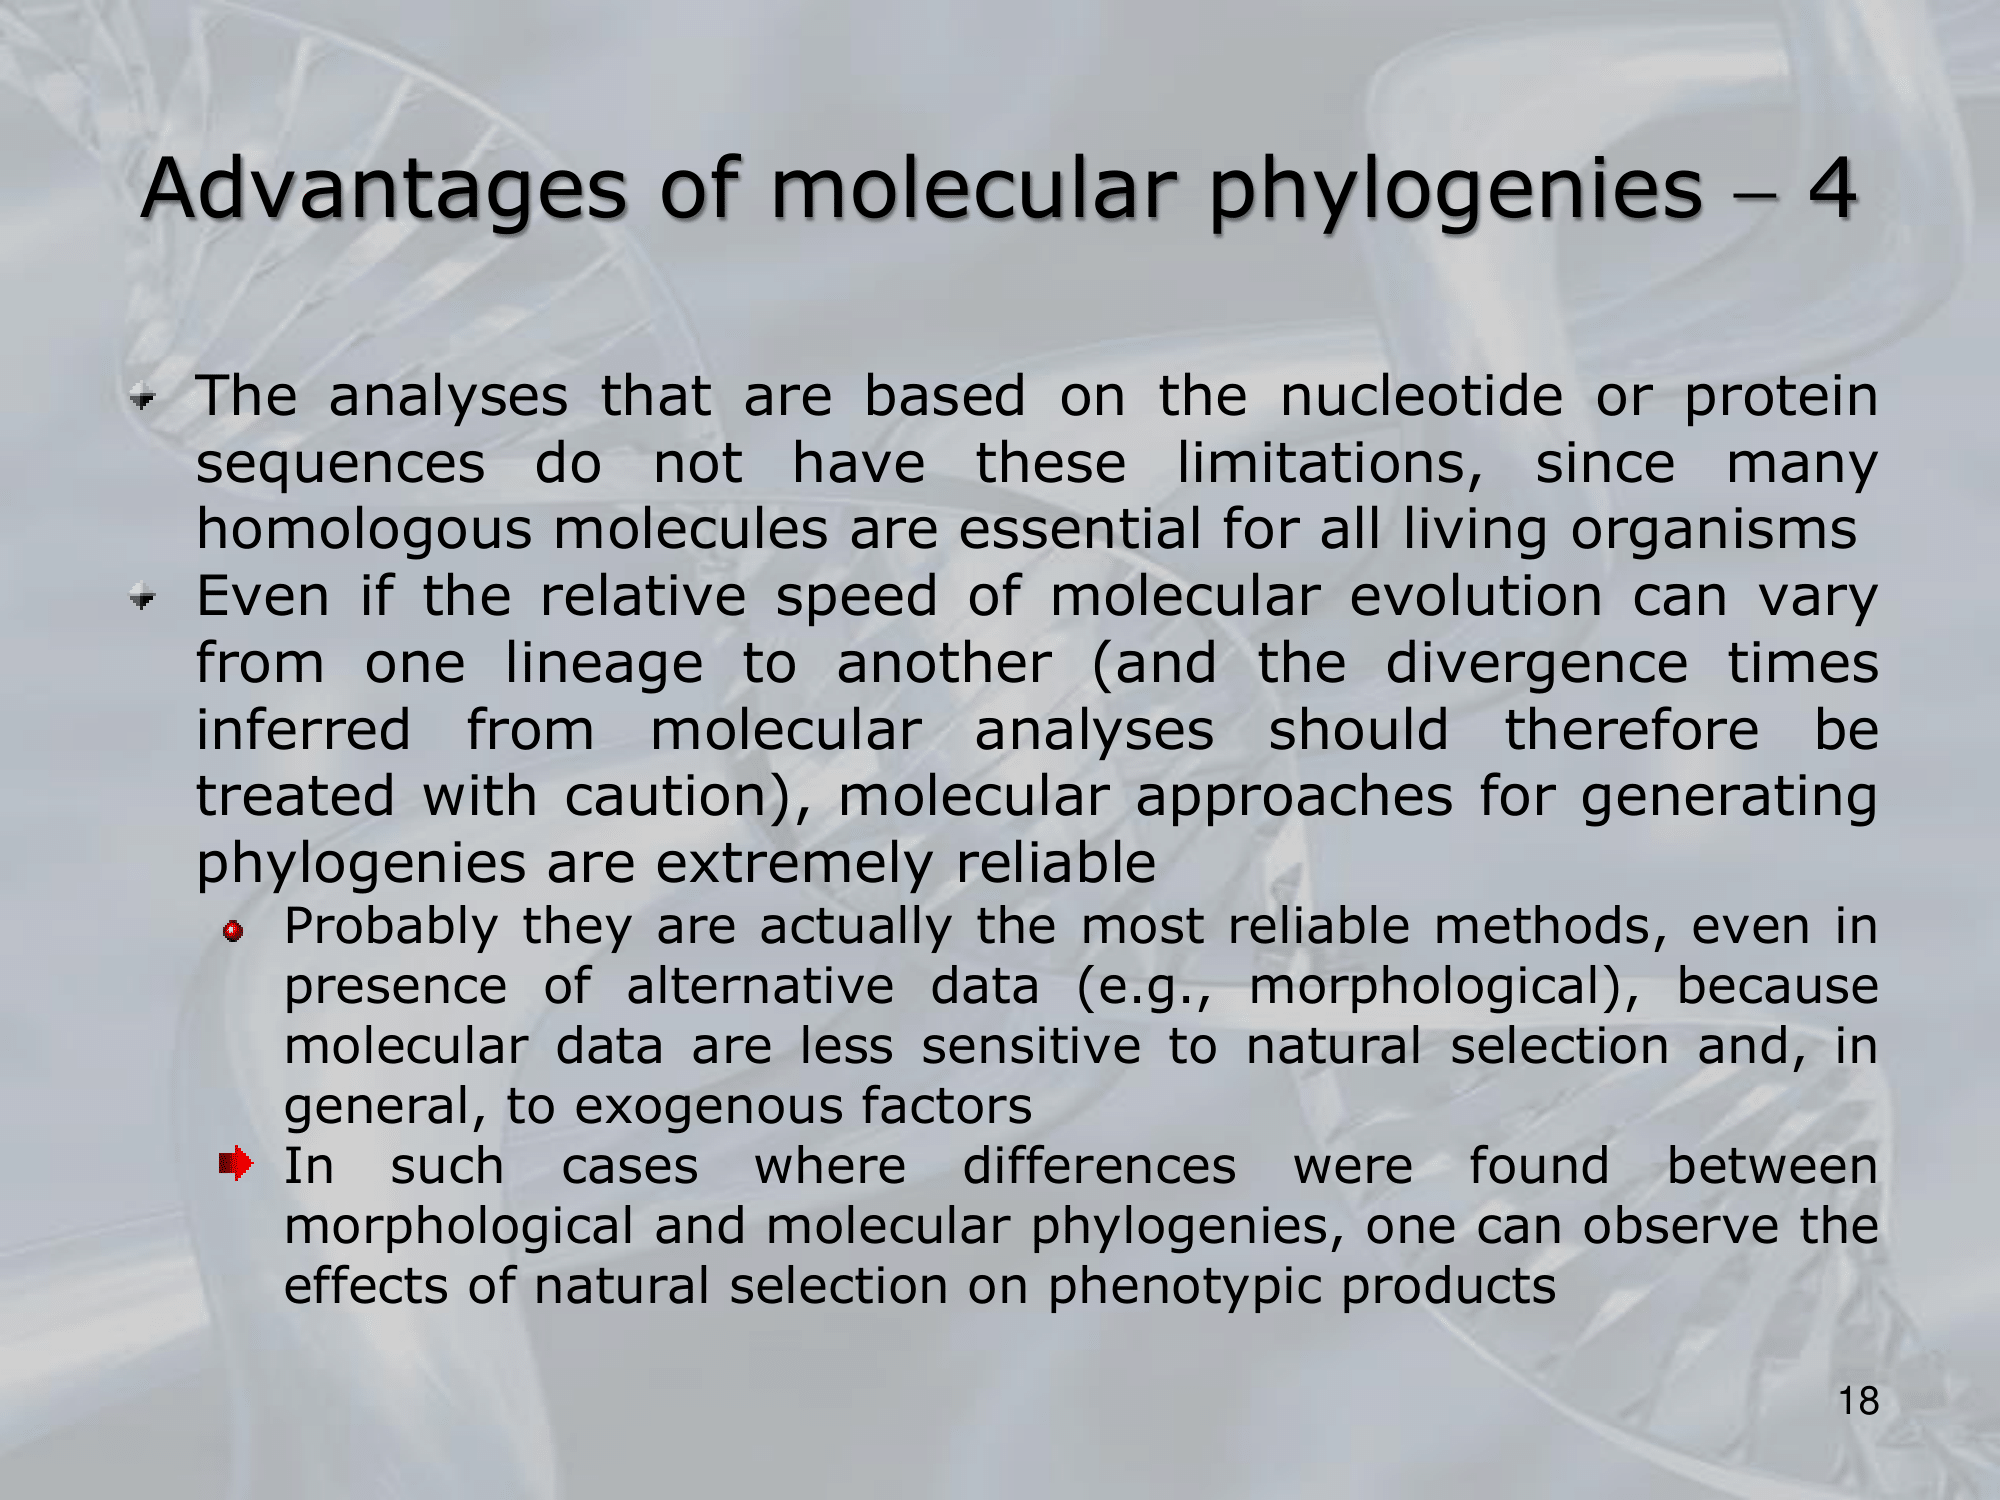 Advantages of molecular phylogenies – 4
The analyses that are based on the nucleotide or protein
sequences do not have these limitations, since many
homologous molecules are essential for all living organisms
Even if the relative speed of molecular evolution can vary
from one lineage to another (and the divergence times
inferred from molecular analyses should therefore be
treated with caution), molecular approaches for generating
phylogenies are extremely reliable
Probably they are actually the most reliable methods, even in
presence of alternative data (e.g., morphological), because
molecular data are less sensitive to natural selection and, in
general, to exogenous factors
In such cases where differences were found between
morphological and molecular phylogenies, one can observe the
effects of natural selection on phenotypic products
18